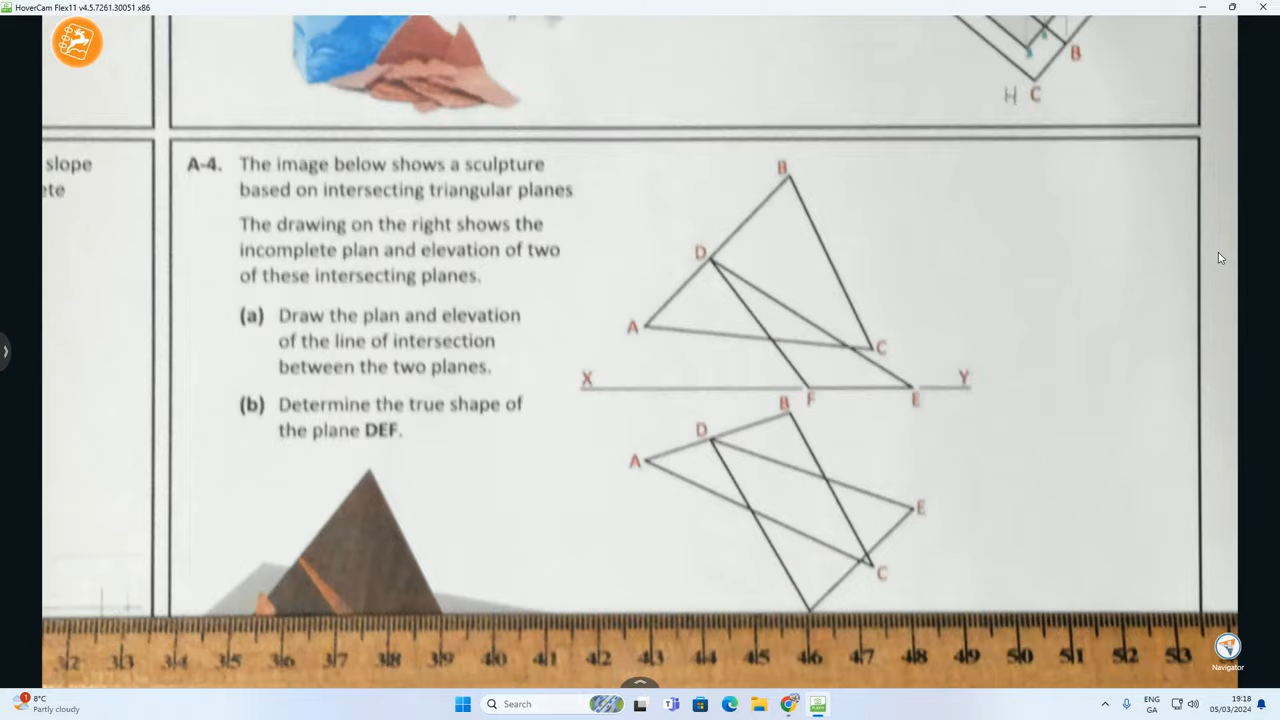 HoverCam Flex11 v4.5.7261.30051 x86
B
H C
slope
A-4. The image below shows a sculpture
based on intersecting triangular planes
The drawing on the right shows the
incomplete plan and elevation of two
of these intersecting planes.
(a) Draw the plan and elevation
of the line of intersection
between the two planes.
(b) Determine the true shape of
the plane DEF.
B
D
A
C
X
Y
B
F
E
D
A
E
C
32 33 34 35 36 37 38 39 40 41 42 43 44 45 46 47 48 49 50 51 52 53
Navigator
1
8°C
Partly cloudy
Search
ENG
GA
19:18
05/03/2024